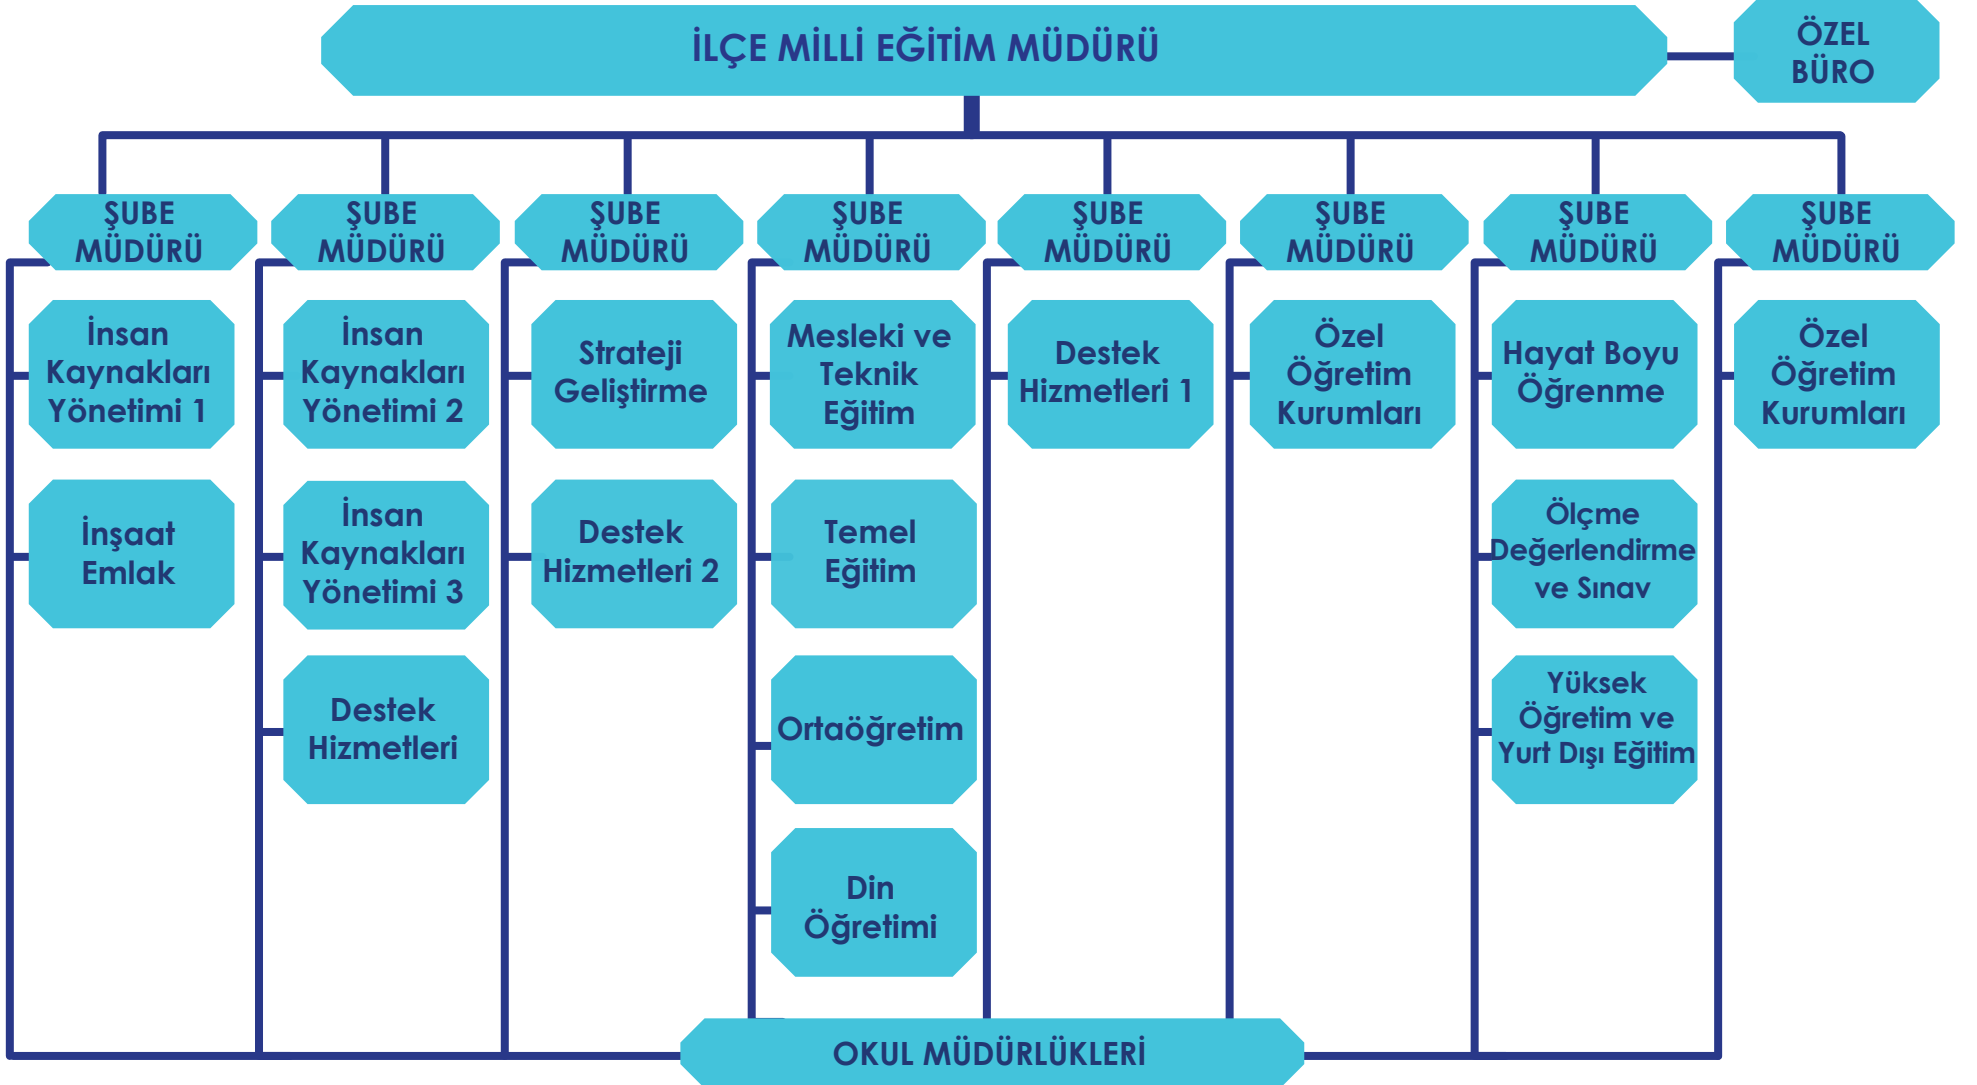 İLÇE MİLLİ EĞİTİM MÜDÜRÜ
ÖZEL
BÜRO
ŞUBE
MÜDÜRÜ
ŞUBE
MÜDÜRÜ
ŞUBE
MÜDÜRÜ
ŞUBE
MÜDÜRÜ
ŞUBE
MÜDÜRÜ
ŞUBE
MÜDÜRÜ
ŞUBE
MÜDÜRÜ
ŞUBE
MÜDÜRÜ
İnsan
Kaynakları
Yönetimi 1
İnsan
Kaynakları
Yönetimi 2
Strateji
Geliştirme
Mesleki ve
Teknik
Eğitim
Destek
Hizmetleri 1
Özel
Öğretim
Kurumları
Hayat Boyu
Öğrenme
Özel
Öğretim
Kurumları
İnşaat
Emlak
İnsan
Kaynakları
Yönetimi 3
Destek
Hizmetleri 2
Temel
Eğitim
Ölçme
Değerlendirme
ve Sınav
Destek
Hizmetleri
Ortaöğretim
Yüksek
Öğretim ve
Yurt Dışı Eğitim
Din
Öğretimi
OKUL MÜDÜRLÜKLERİ